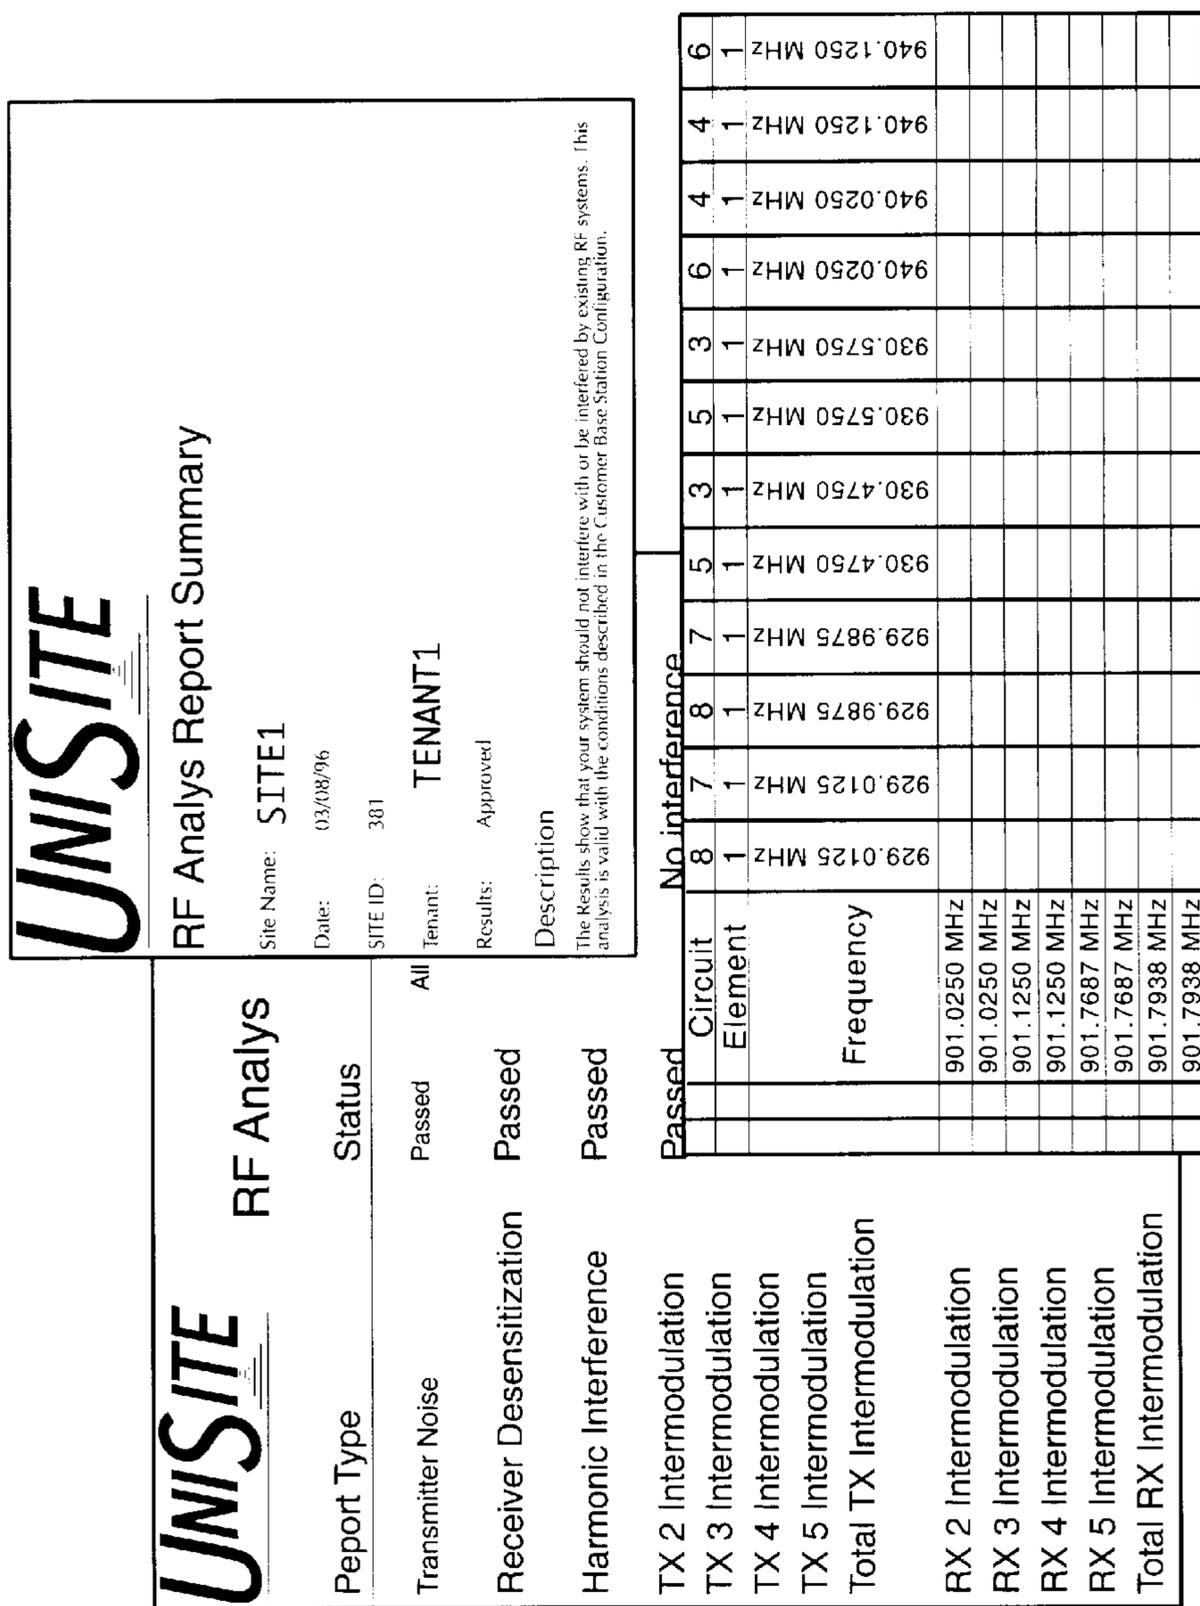 UNISITE
RF Analys Report Summary
Site Name: SITE1
Date: 03/08/96
SITE ID: 381
Tenant: TENANT1
Results: Approved
Description
The Results show that your system should not interfere with or be interfered by existing RF systems. This
analysis is valid with the conditions described in the Customer Base Station Configuration.
UNISITE
RF Analys
Report Type Status
Transmitter Noise Passed All
Receiver Desensitization Passed
Harmonic Interference Passed
TX 2 Intermodulation Passed No interference
TX 3 Intermodulation
TX 4 Intermodulation
TX 5 Intermodulation
Total TX Intermodulation
RX 2 Intermodulation
RX 3 Intermodulation
RX 4 Intermodulation
RX 5 Intermodulation
Total RX Intermodulation
Circuit 8 7 8 7 5 3 5 3 6 4 4 6
Element 1 1 1 1 1 1 1 1 1 1 1 1
Frequency 929.0125 MHz 929.0125 MHz 929.9875 MHz 929.9875 MHz 930.4750 MHz 930.4750 MHz 930.5750 MHz 930.5750 MHz 940.0250 MHz 940.0250 MHz 940.1250 MHz 940.1250 MHz
901.0250 MHz
901.0250 MHz
901.1250 MHz
901.1250 MHz
901.7687 MHz
901.7687 MHz
901.7938 MHz
901.7938 MHz